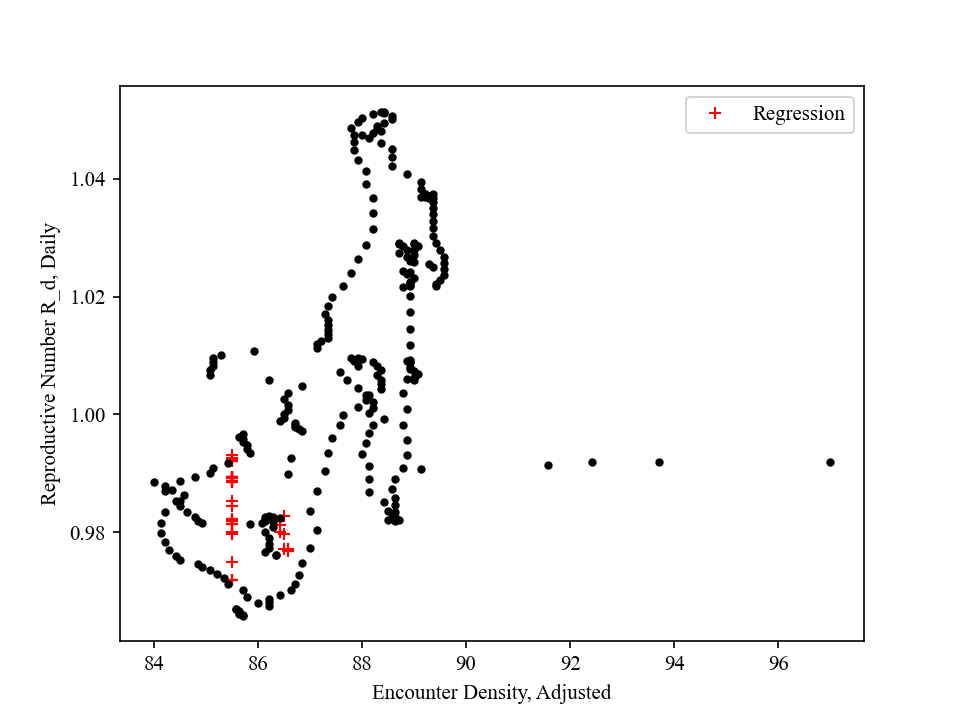 Regression
1.04
1.02
1.00
0.98
Reproductive Number R_d, Daily
84 86 88 90 92 94 96
Encounter Density, Adjusted